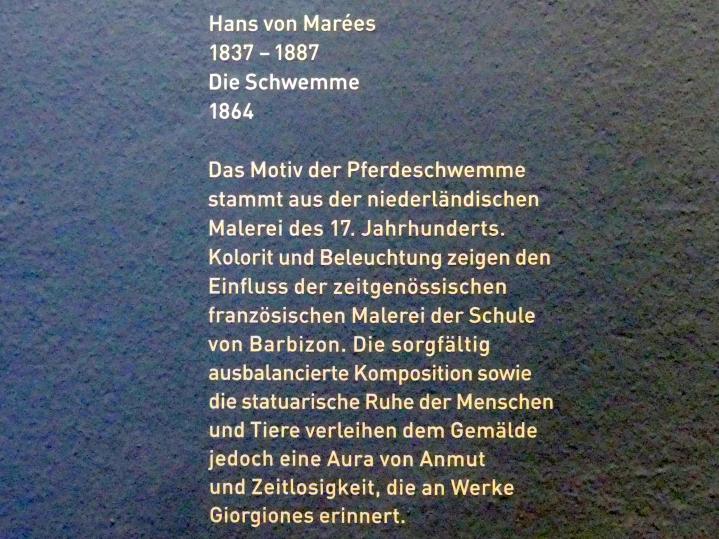 Hans von Marées
1837 – 1887
Die Schwemme
1864
Das Motiv der Pferdeschwemme
stammt aus der niederländischen
Malerei des 17. Jahrhunderts.
Kolorit und Beleuchtung zeigen den
Einfluss der zeitgenössischen
französischen Malerei der Schule
von Barbizon. Die sorgfältig
ausbalancierte Komposition sowie
die statuarische Ruhe der Menschen
und Tiere verleihen dem Gemälde
jedoch eine Aura von Anmut
und Zeitlosigkeit, die an Werke
Giorgiones erinnert.